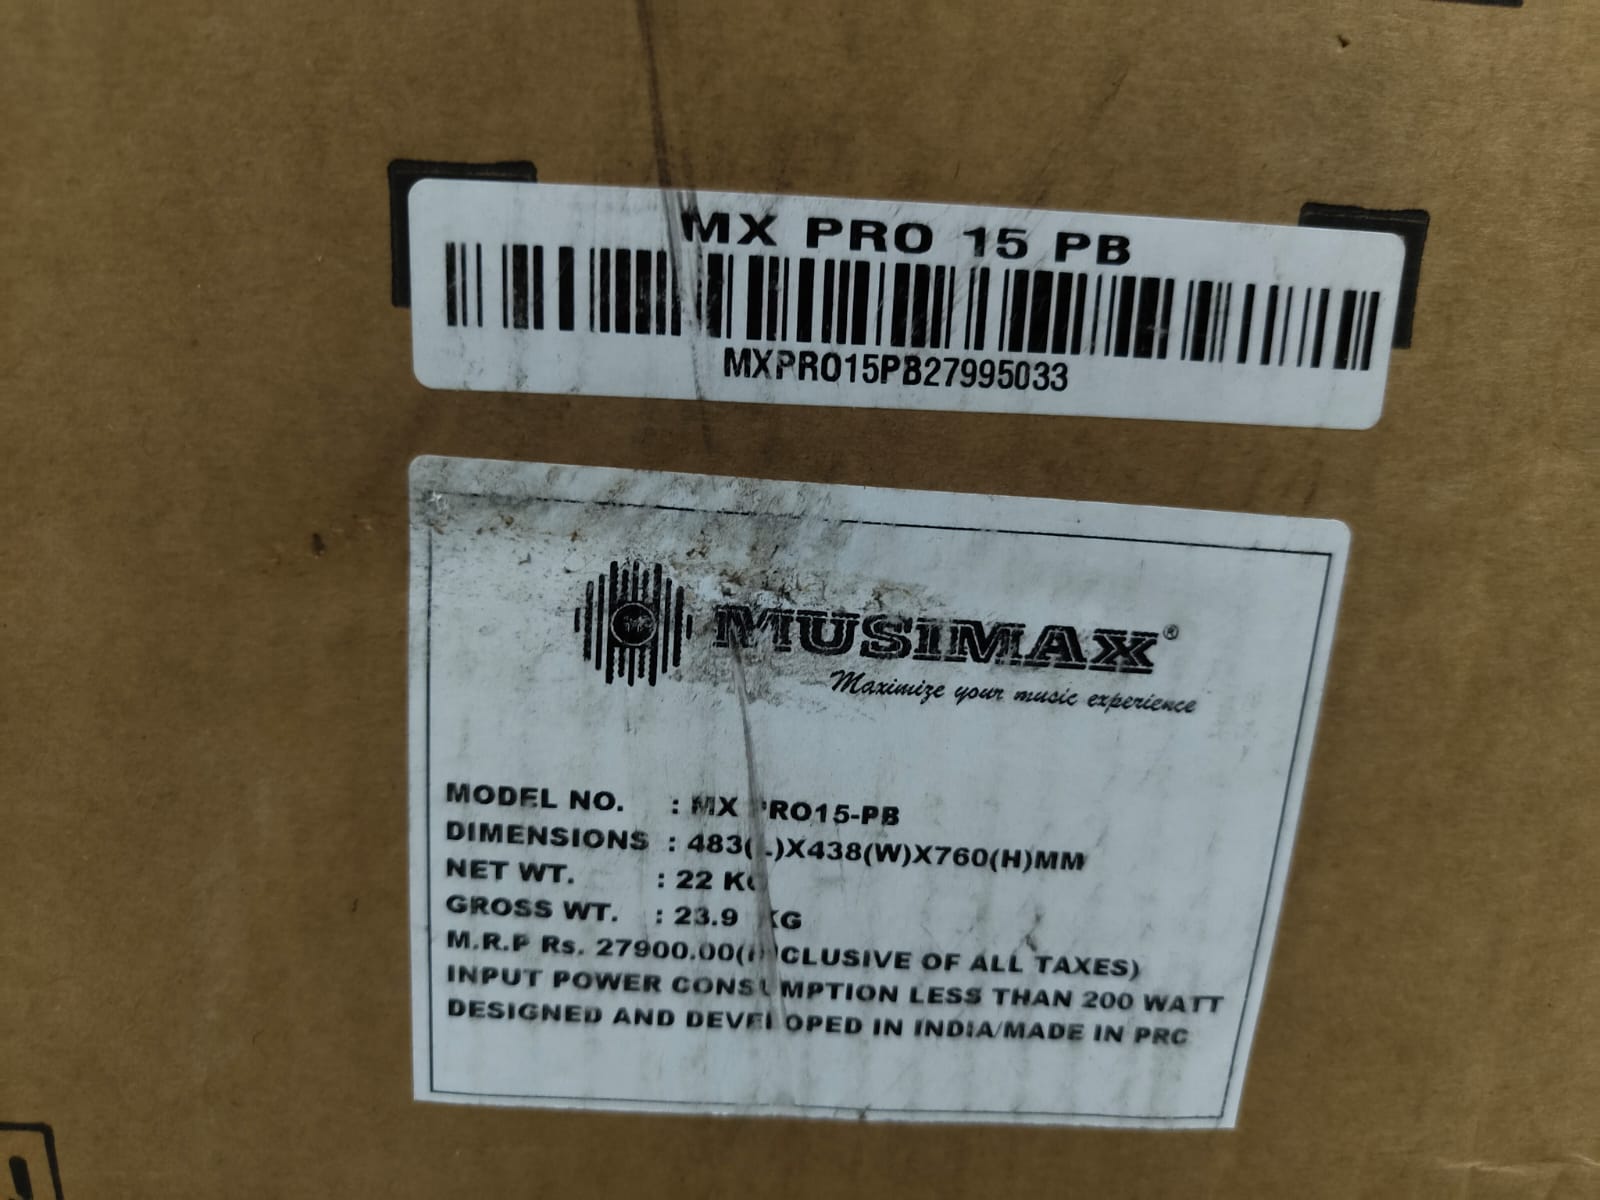 MX PRO 15 PB
MXPRO15PB27995033
MUSIMAX®
Maximize your music experience
MODEL NO. : MX PRO15-PB
DIMENSIONS : 483(L)X438(W)X760(H)MM
NET WT. : 22 KG
GROSS WT. : 23.9 KG
M.R.P Rs. 27900.00(INCLUSIVE OF ALL TAXES)
INPUT POWER CONSUMPTION LESS THAN 200 WATT
DESIGNED AND DEVELOPED IN INDIA/MADE IN PRC